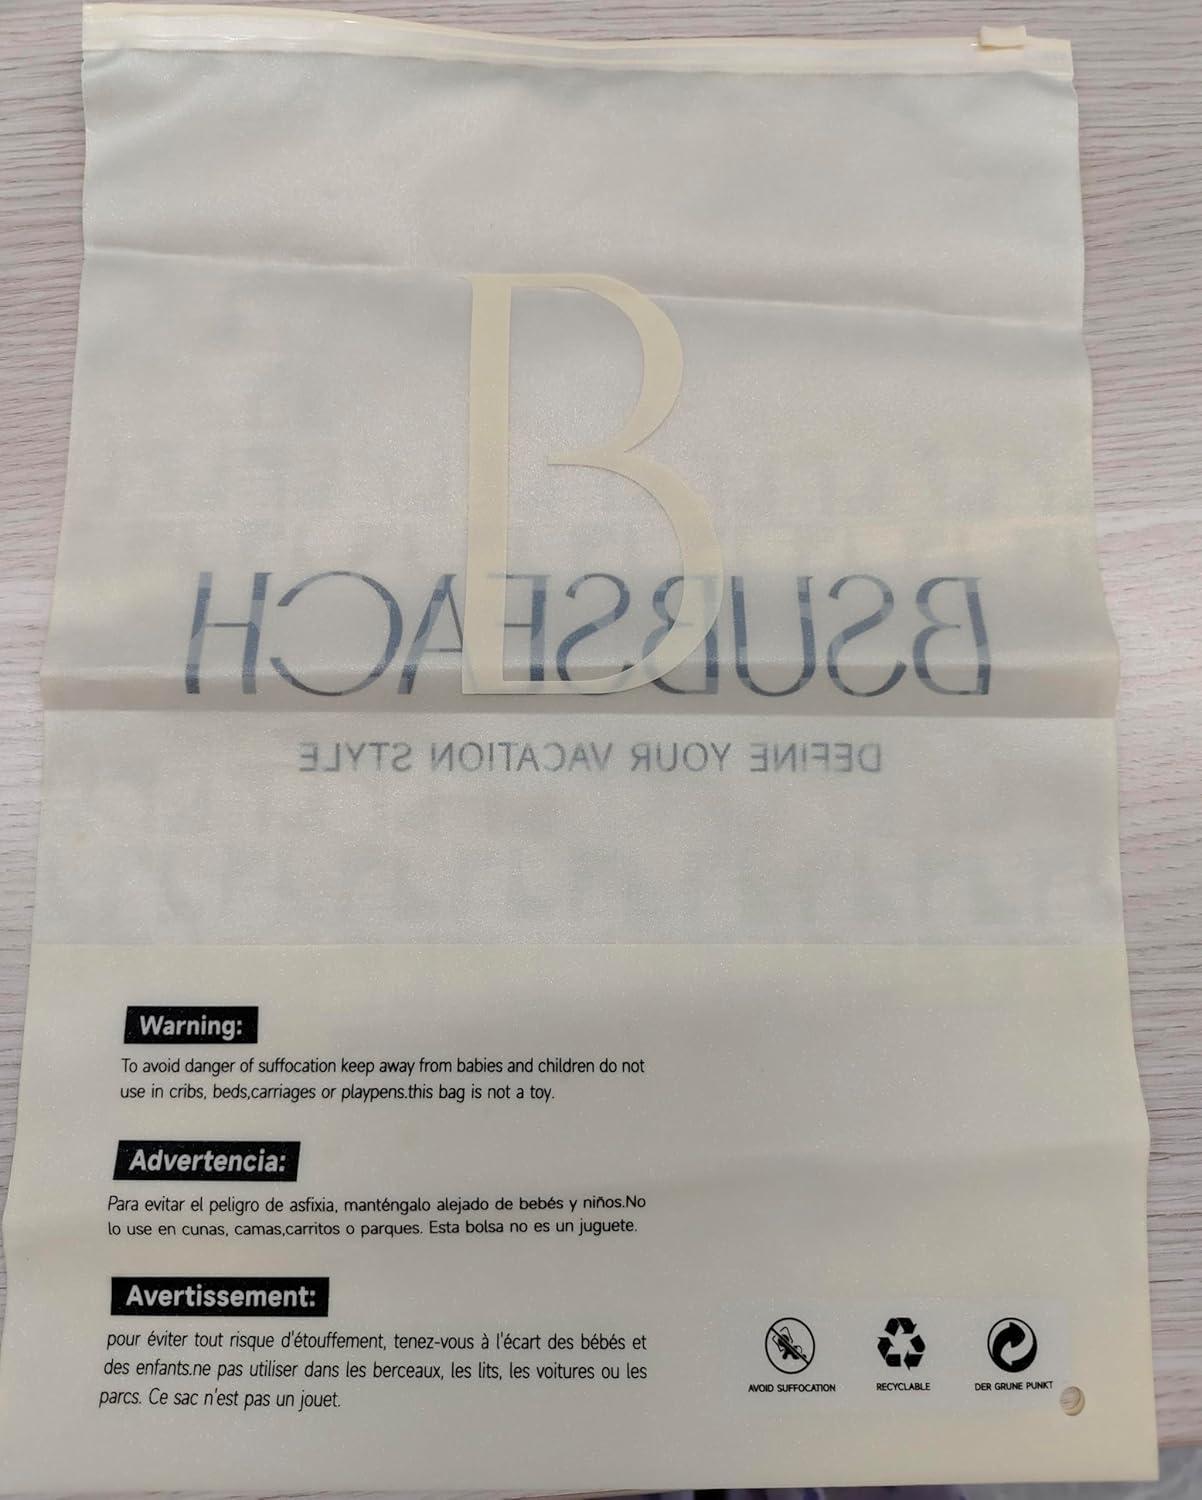 B
BSUBSEACH
DEFINE YOUR VACATION STYLE
Warning:
To avoid danger of suffocation keep away from babies and children do not
use in cribs, beds,carriages or playpens.this bag is not a toy.
Advertencia:
Para evitar el peligro de asfixia, manténgalo alejado de bebés y niños.No
lo use en cunas, camas,carritos o parques. Esta bolsa no es un juguete.
Avertissement:
pour éviter tout risque d'étouffement, tenez-vous à l'écart des bébés et
des enfants.ne pas utiliser dans les berceaux, les lits, les voitures ou les
parcs. Ce sac n'est pas un jouet.
AVOID SUFFOCATION
RECYCLABLE
DER GRUNE PUNKT